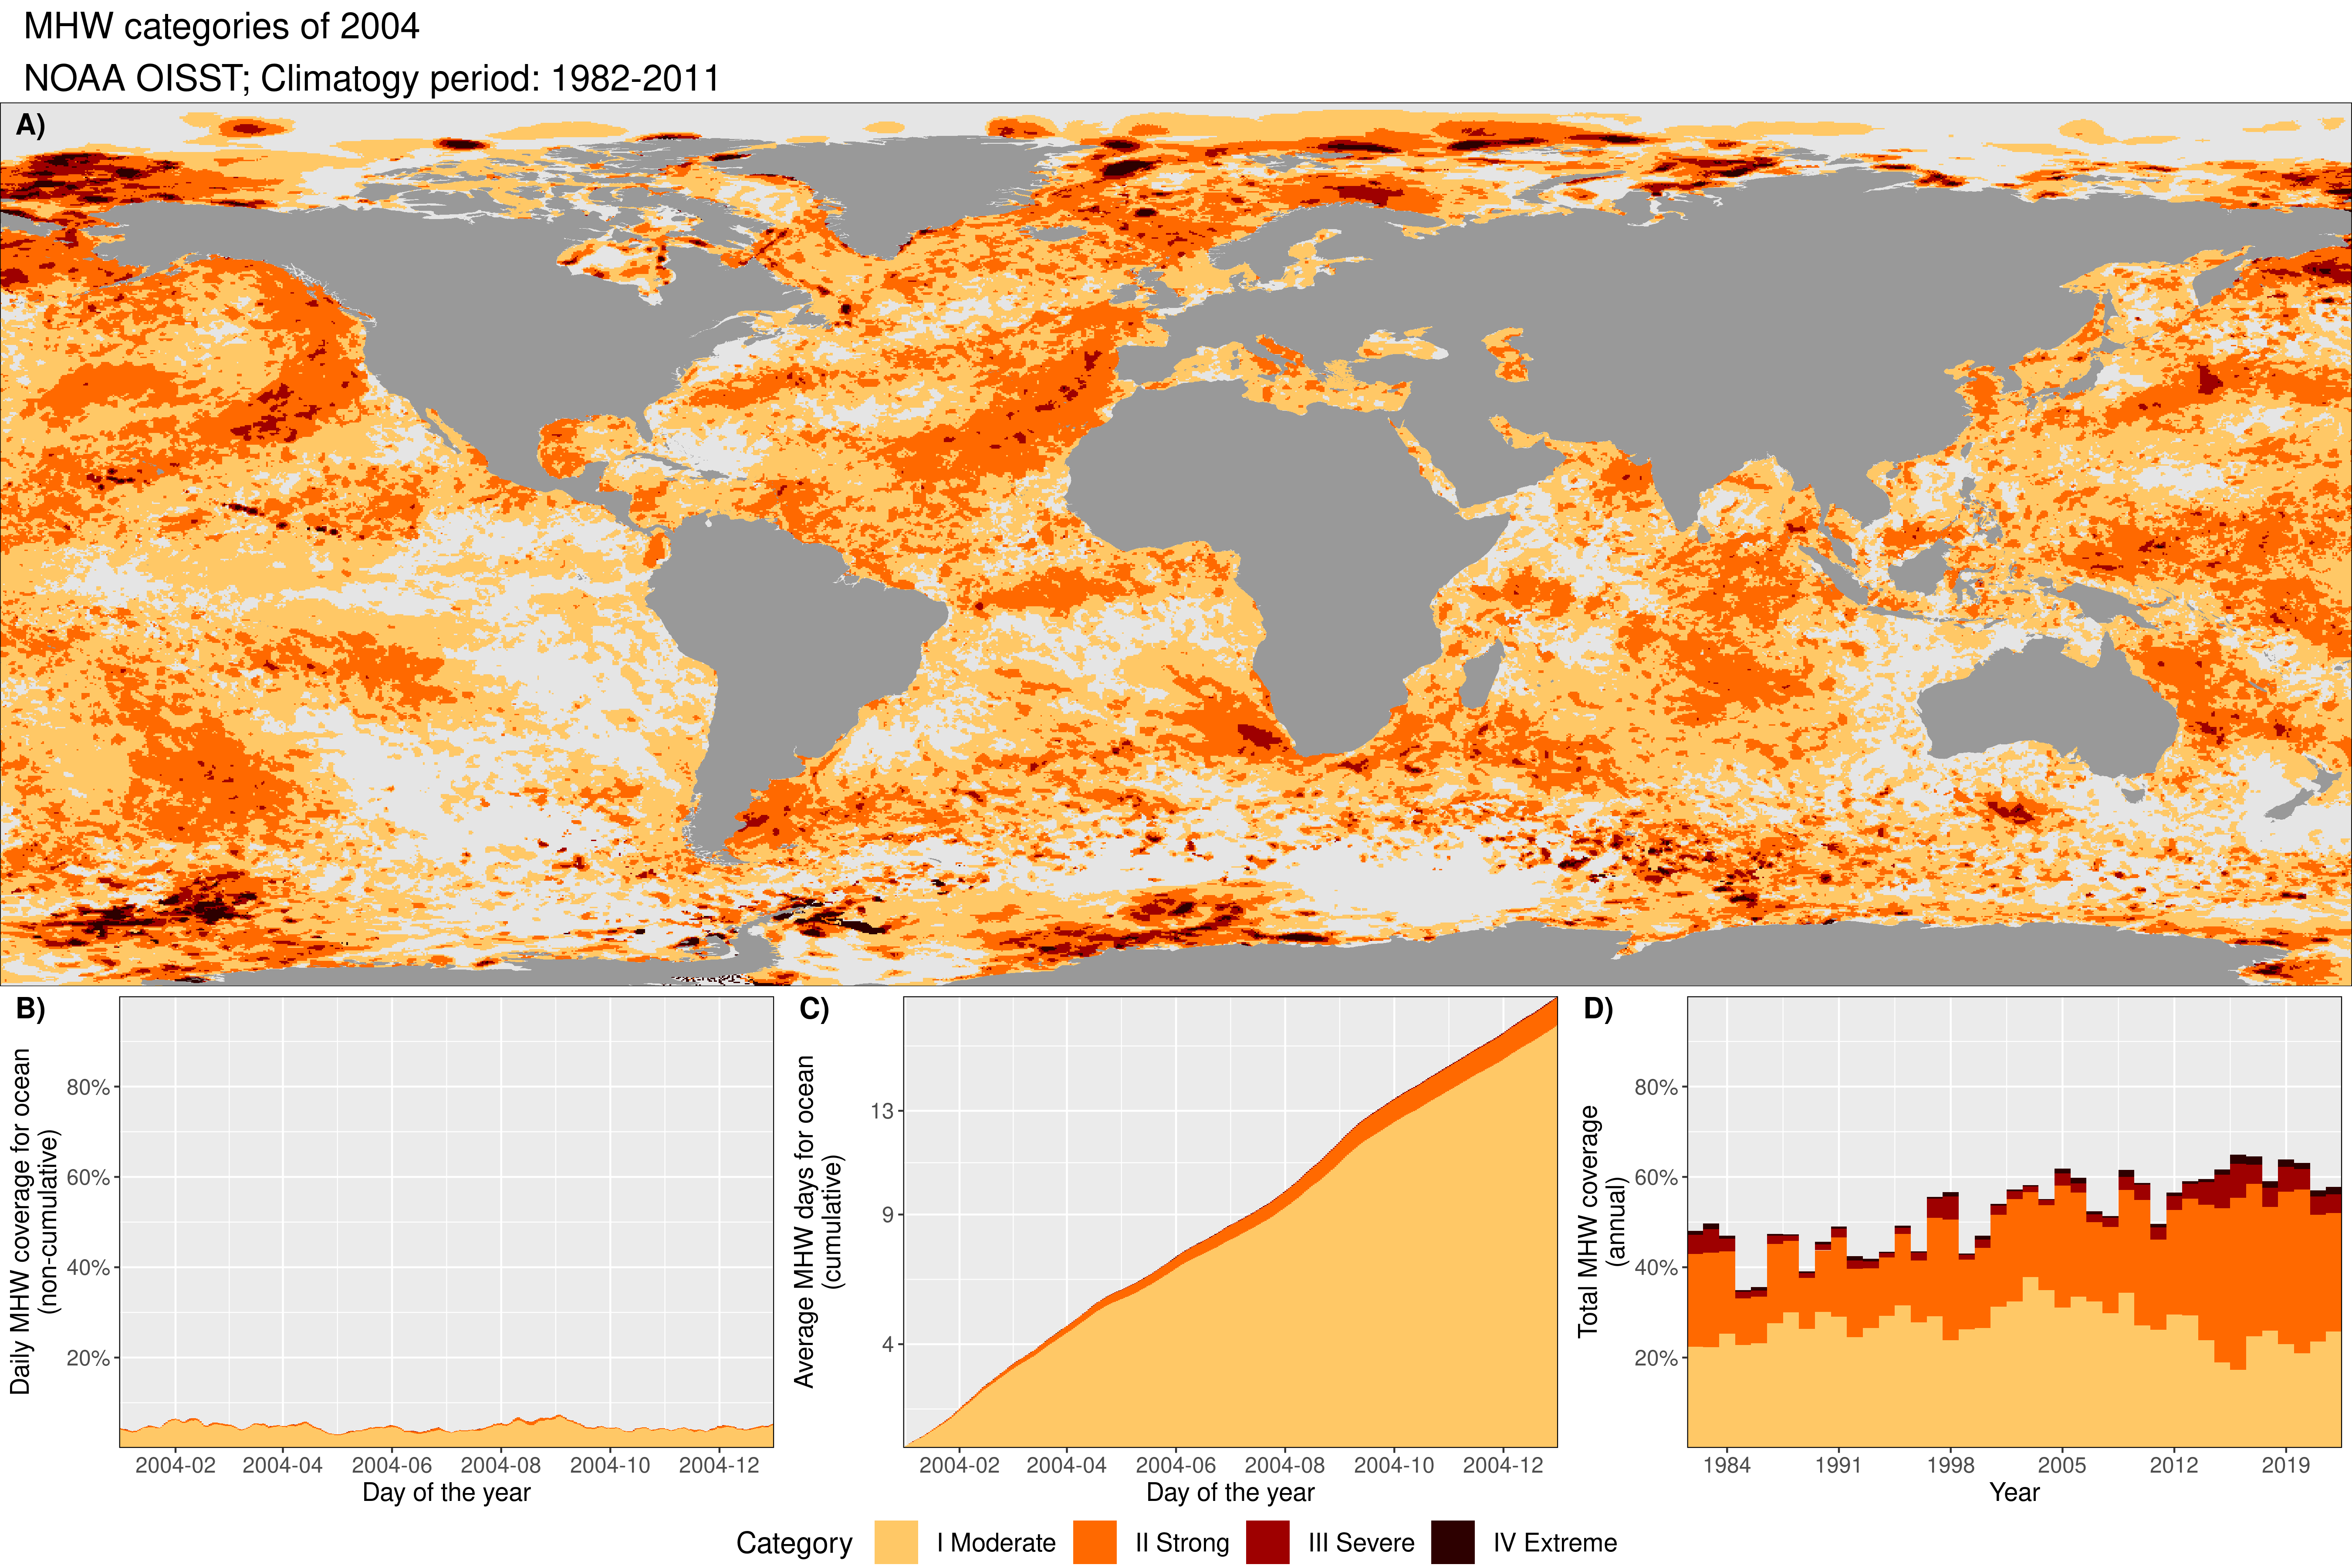 MHW categories of 2004
NOAA OISST; Climatogy period: 1982-2011
A)
B)
Daily MHW coverage for ocean
(non-cumulative)
80%
60%
40%
20%
2004-02 2004-04 2004-06 2004-08 2004-10 2004-12
Day of the year
C)
Average MHW days for ocean
(cumulative)
13
9
4
2004-02 2004-04 2004-06 2004-08 2004-10 2004-12
Day of the year
D)
Total MHW coverage
(annual)
80%
60%
40%
20%
1984 1991 1998 2005 2012 2019
Year
Category I Moderate II Strong III Severe IV Extreme